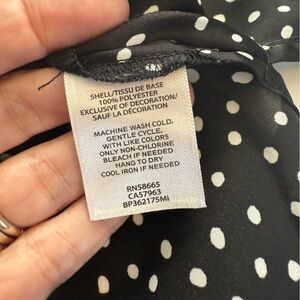 SHELL/TISSU DE BASE
100% POLYESTER
EXCLUSIVE OF DECORATION/
SAUF LA DÉCORATION
MACHINE WASH COLD,
GENTLE CYCLE,
WITH LIKE COLORS
ONLY NON-CHLORINE
BLEACH IF NEEDED
HANG TO DRY
COOL IRON IF NEEDED
RN58665
CA57963
BP362175MI